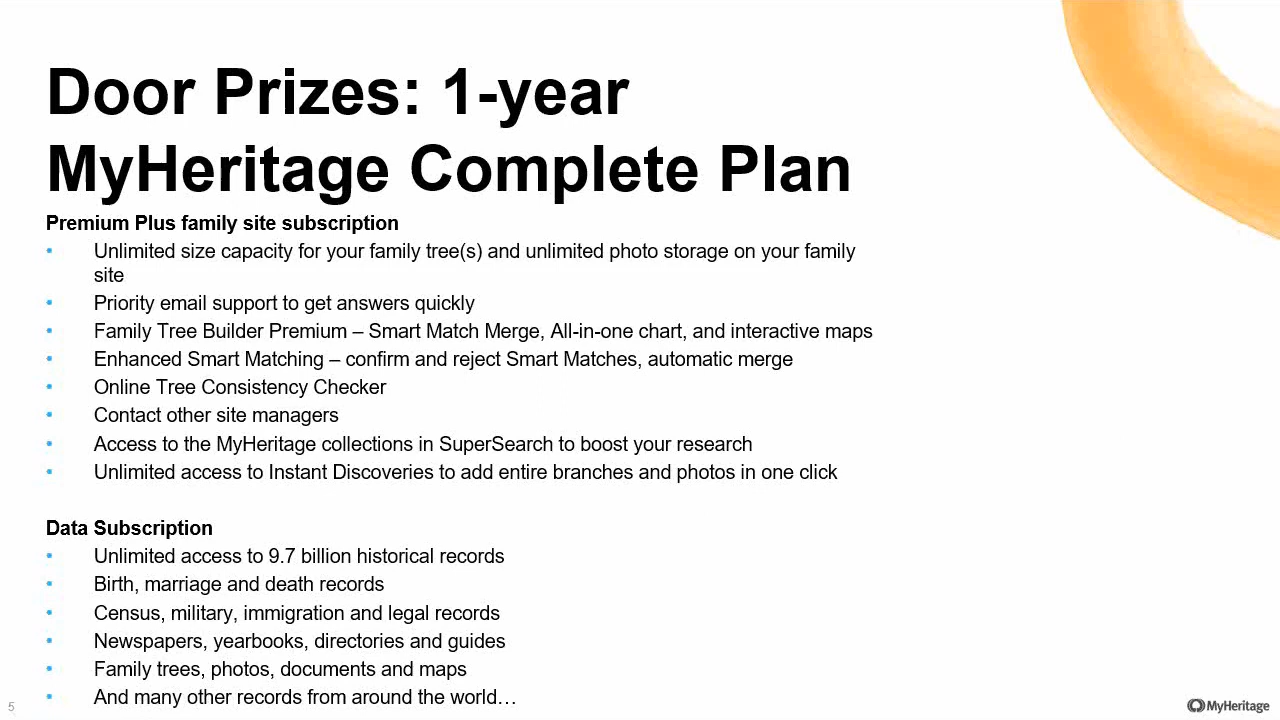 Door Prizes: 1-year
MyHeritage Complete Plan
Premium Plus family site subscription
• Unlimited size capacity for your family tree(s) and unlimited photo storage on your family
site
• Priority email support to get answers quickly
• Family Tree Builder Premium – Smart Match Merge, All-in-one chart, and interactive maps
• Enhanced Smart Matching – confirm and reject Smart Matches, automatic merge
• Online Tree Consistency Checker
• Contact other site managers
• Access to the MyHeritage collections in SuperSearch to boost your research
• Unlimited access to Instant Discoveries to add entire branches and photos in one click
Data Subscription
• Unlimited access to 9.7 billion historical records
• Birth, marriage and death records
• Census, military, immigration and legal records
• Newspapers, yearbooks, directories and guides
• Family trees, photos, documents and maps
• And many other records from around the world…
5
MyHeritage